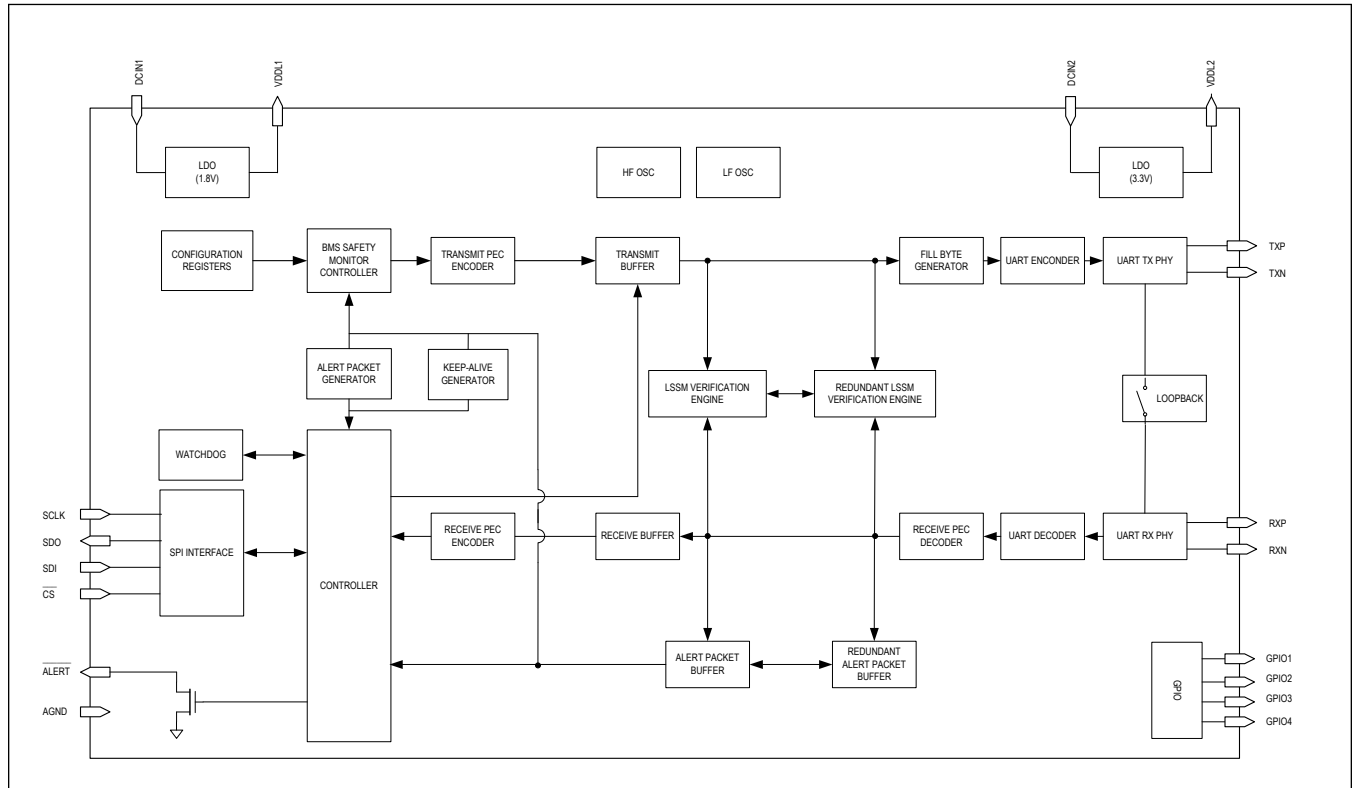 DCIN1
VDDL1
DCIN2
VDDL2
LDO
(1.8V)
HF OSC
LF OSC
LDO
(3.3V)
CONFIGURATION
REGISTERS
BMS SAFETY
MONITOR
CONTROLLER
TRANSMIT PEC
ENCODER
TRANSMIT
BUFFER
FILL BYTE
GENERATOR
UART ENCONDER
UART TX PHY
TXP
TXN
ALERT PACKET
GENERATOR
KEEP-ALIVE
GENERATOR
LSSM VERIFICATION
ENGINE
REDUNDANT LSSM
VERIFICATION ENGINE
LOOPBACK
WATCHDOG
SCLK
SDO
SDI
CS
SPI INTERFACE
CONTROLLER
RECEIVE PEC
ENCODER
RECEIVE BUFFER
RECEIVE PEC
DECODER
UART DECODER
UART RX PHY
RXP
RXN
ALERT
AGND
ALERT PACKET
BUFFER
REDUNDANT
ALERT PACKET
BUFFER
GPIO
GPIO1
GPIO2
GPIO3
GPIO4